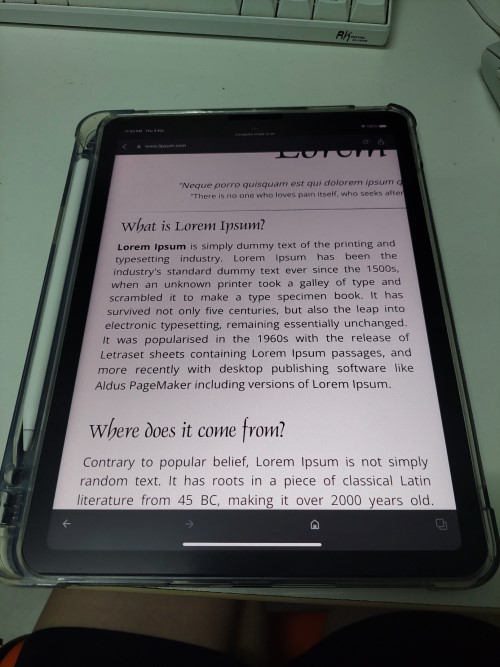 RK
www.lipsum.com
Lorem
"Neque porro quisquam est qui dolorem ipsum q
"There is no one who loves pain itself, who seeks after
What is Lorem Ipsum?
Lorem Ipsum is simply dummy text of the printing and
typesetting industry. Lorem Ipsum has been the
industry's standard dummy text ever since the 1500s,
when an unknown printer took a galley of type and
scrambled it to make a type specimen book. It has
survived not only five centuries, but also the leap into
electronic typesetting, remaining essentially unchanged.
It was popularised in the 1960s with the release of
Letraset sheets containing Lorem Ipsum passages, and
more recently with desktop publishing software like
Aldus PageMaker including versions of Lorem Ipsum.
Where does it come from?
Contrary to popular belief, Lorem Ipsum is not simply
random text. It has roots in a piece of classical Latin
literature from 45 BC, making it over 2000 years old.